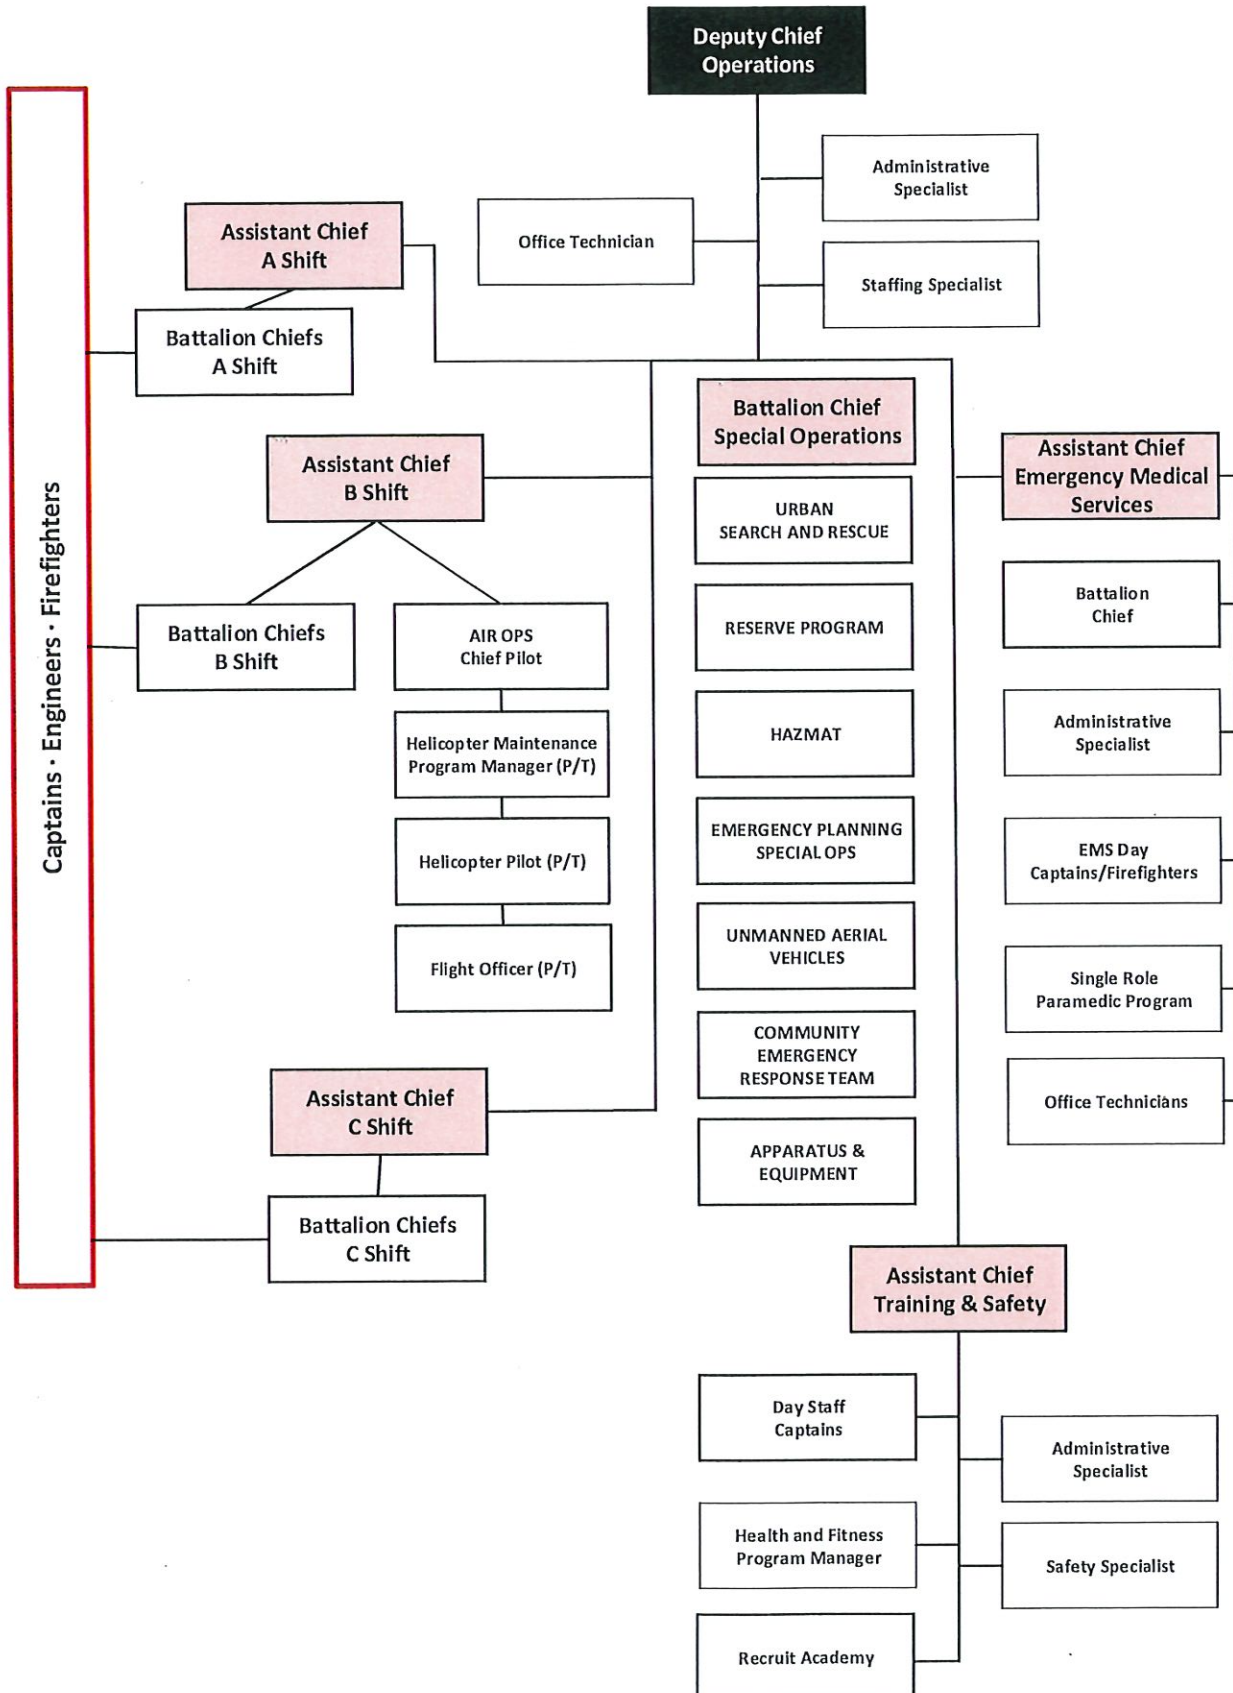 Deputy Chief
Operations
Administrative
Specialist
Office Technician
Staffing Specialist
Assistant Chief
A Shift
Battalion Chiefs
A Shift
Captains · Engineers · Firefighters
Assistant Chief
B Shift
Battalion Chiefs
B Shift
AIR OPS
Chief Pilot
Helicopter Maintenance
Program Manager (P/T)
Helicopter Pilot (P/T)
Flight Officer (P/T)
Assistant Chief
C Shift
Battalion Chiefs
C Shift
Battalion Chief
Special Operations
URBAN
SEARCH AND RESCUE
RESERVE PROGRAM
HAZMAT
EMERGENCY PLANNING
SPECIAL OPS
UNMANNED AERIAL
VEHICLES
COMMUNITY
EMERGENCY
RESPONSE TEAM
APPARATUS &
EQUIPMENT
Assistant Chief
Emergency Medical
Services
Battalion
Chief
Administrative
Specialist
EMS Day
Captains/Firefighters
Single Role
Paramedic Program
Office Technicians
Assistant Chief
Training & Safety
Day Staff
Captains
Administrative
Specialist
Health and Fitness
Program Manager
Safety Specialist
Recruit Academy